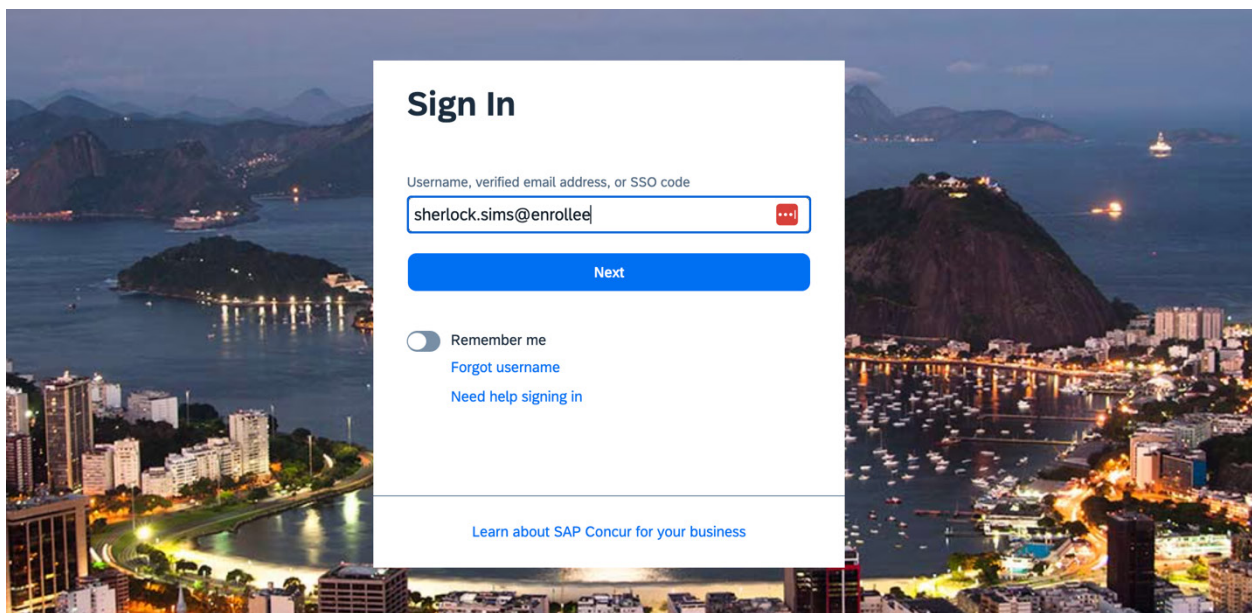 Sign In
Username, verified email address, or SSO code
sherlock.sims@enrollee
Next
Remember me
Forgot username
Need help signing in
Learn about SAP Concur for your business